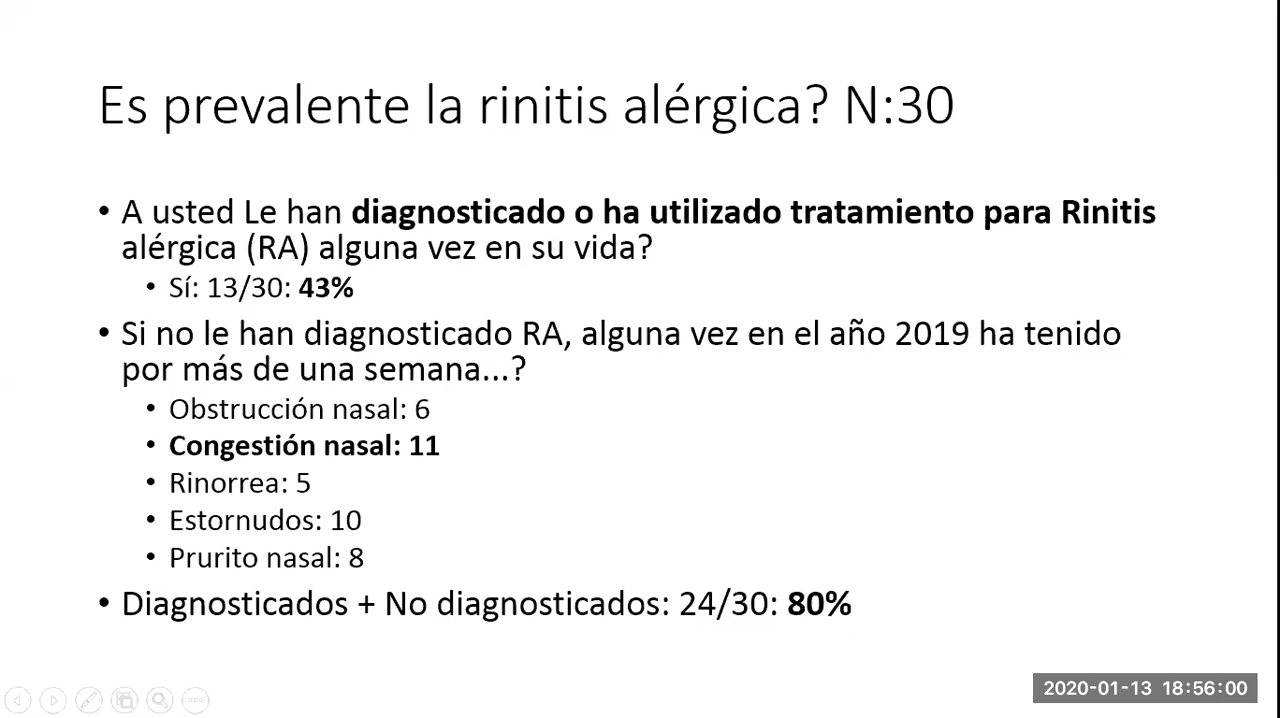 Es prevalente la rinitis alérgica? N:30
• A usted Le han diagnosticado o ha utilizado tratamiento para Rinitis
alérgica (RA) alguna vez en su vida?
• Sí: 13/30: 43%
• Si no le han diagnosticado RA, alguna vez en el año 2019 ha tenido
por más de una semana...?
• Obstrucción nasal: 6
• Congestión nasal: 11
• Rinorrea: 5
• Estornudos: 10
• Prurito nasal: 8
• Diagnosticados + No diagnosticados: 24/30: 80%
2020-01-13 18:56:00